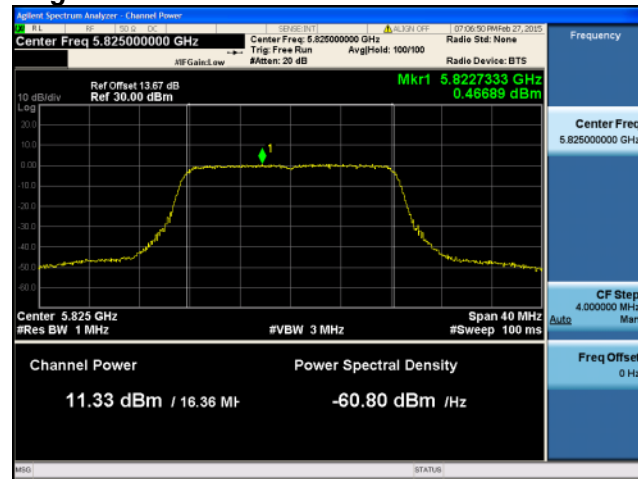 Agilent Spectrum Analyzer - Channel Power
RL RF 50 Ω DC SENSE:INT ALIGN OFF 07:06:50 PM Feb 27, 2015
Center Freq 5.825000000 GHz
Center Freq: 5.825000000 GHz
Radio Std: None
Trig: Free Run Avg|Hold: 100/100
#IFGain:Low #Atten: 20 dB Radio Device: BTS
Frequency
Ref Offset 13.67 dB
10 dB/div Ref 30.00 dBm
Mkr1 5.8227333 GHz
0.46689 dBm
Log
20.0
10.0
0.00
-10.0
-20.0
-30.0
-40.0
-50.0
-60.0
1
Center Freq
5.825000000 GHz
Center 5.825 GHz Span 40 MHz
#Res BW 1 MHz #VBW 3 MHz #Sweep 100 ms
CF Step
4.000000 MHz
Auto Man
Channel Power Power Spectral Density
11.33 dBm / 16.36 MH -60.80 dBm /Hz
Freq Offset
0 Hz
MSG STATUS